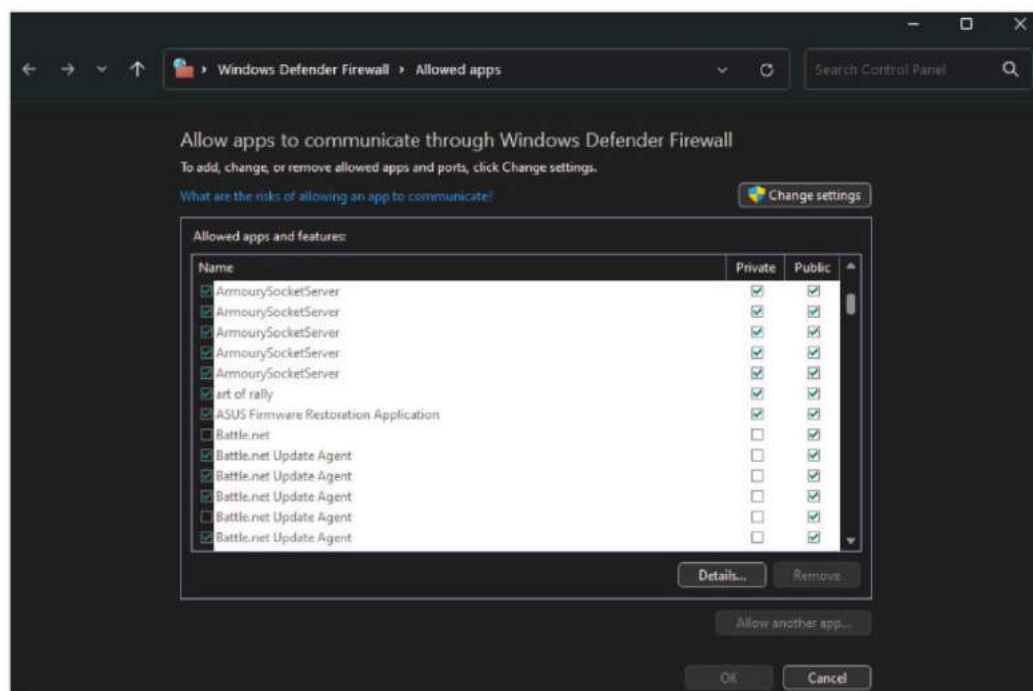 Windows Defender Firewall › Allowed apps
Search Control Panel
Allow apps to communicate through Windows Defender Firewall
To add, change, or remove allowed apps and ports, click Change settings.
What are the risks of allowing an app to communicate?
Change settings
Allowed apps and features:
Name Private Public
ArmourySocketServer
ArmourySocketServer
ArmourySocketServer
ArmourySocketServer
ArmourySocketServer
art of rally
ASUS Firmware Restoration Application
Battle.net
Battle.net Update Agent
Battle.net Update Agent
Battle.net Update Agent
Battle.net Update Agent
Battle.net Update Agent
Details... Remove
Allow another app...
OK Cancel